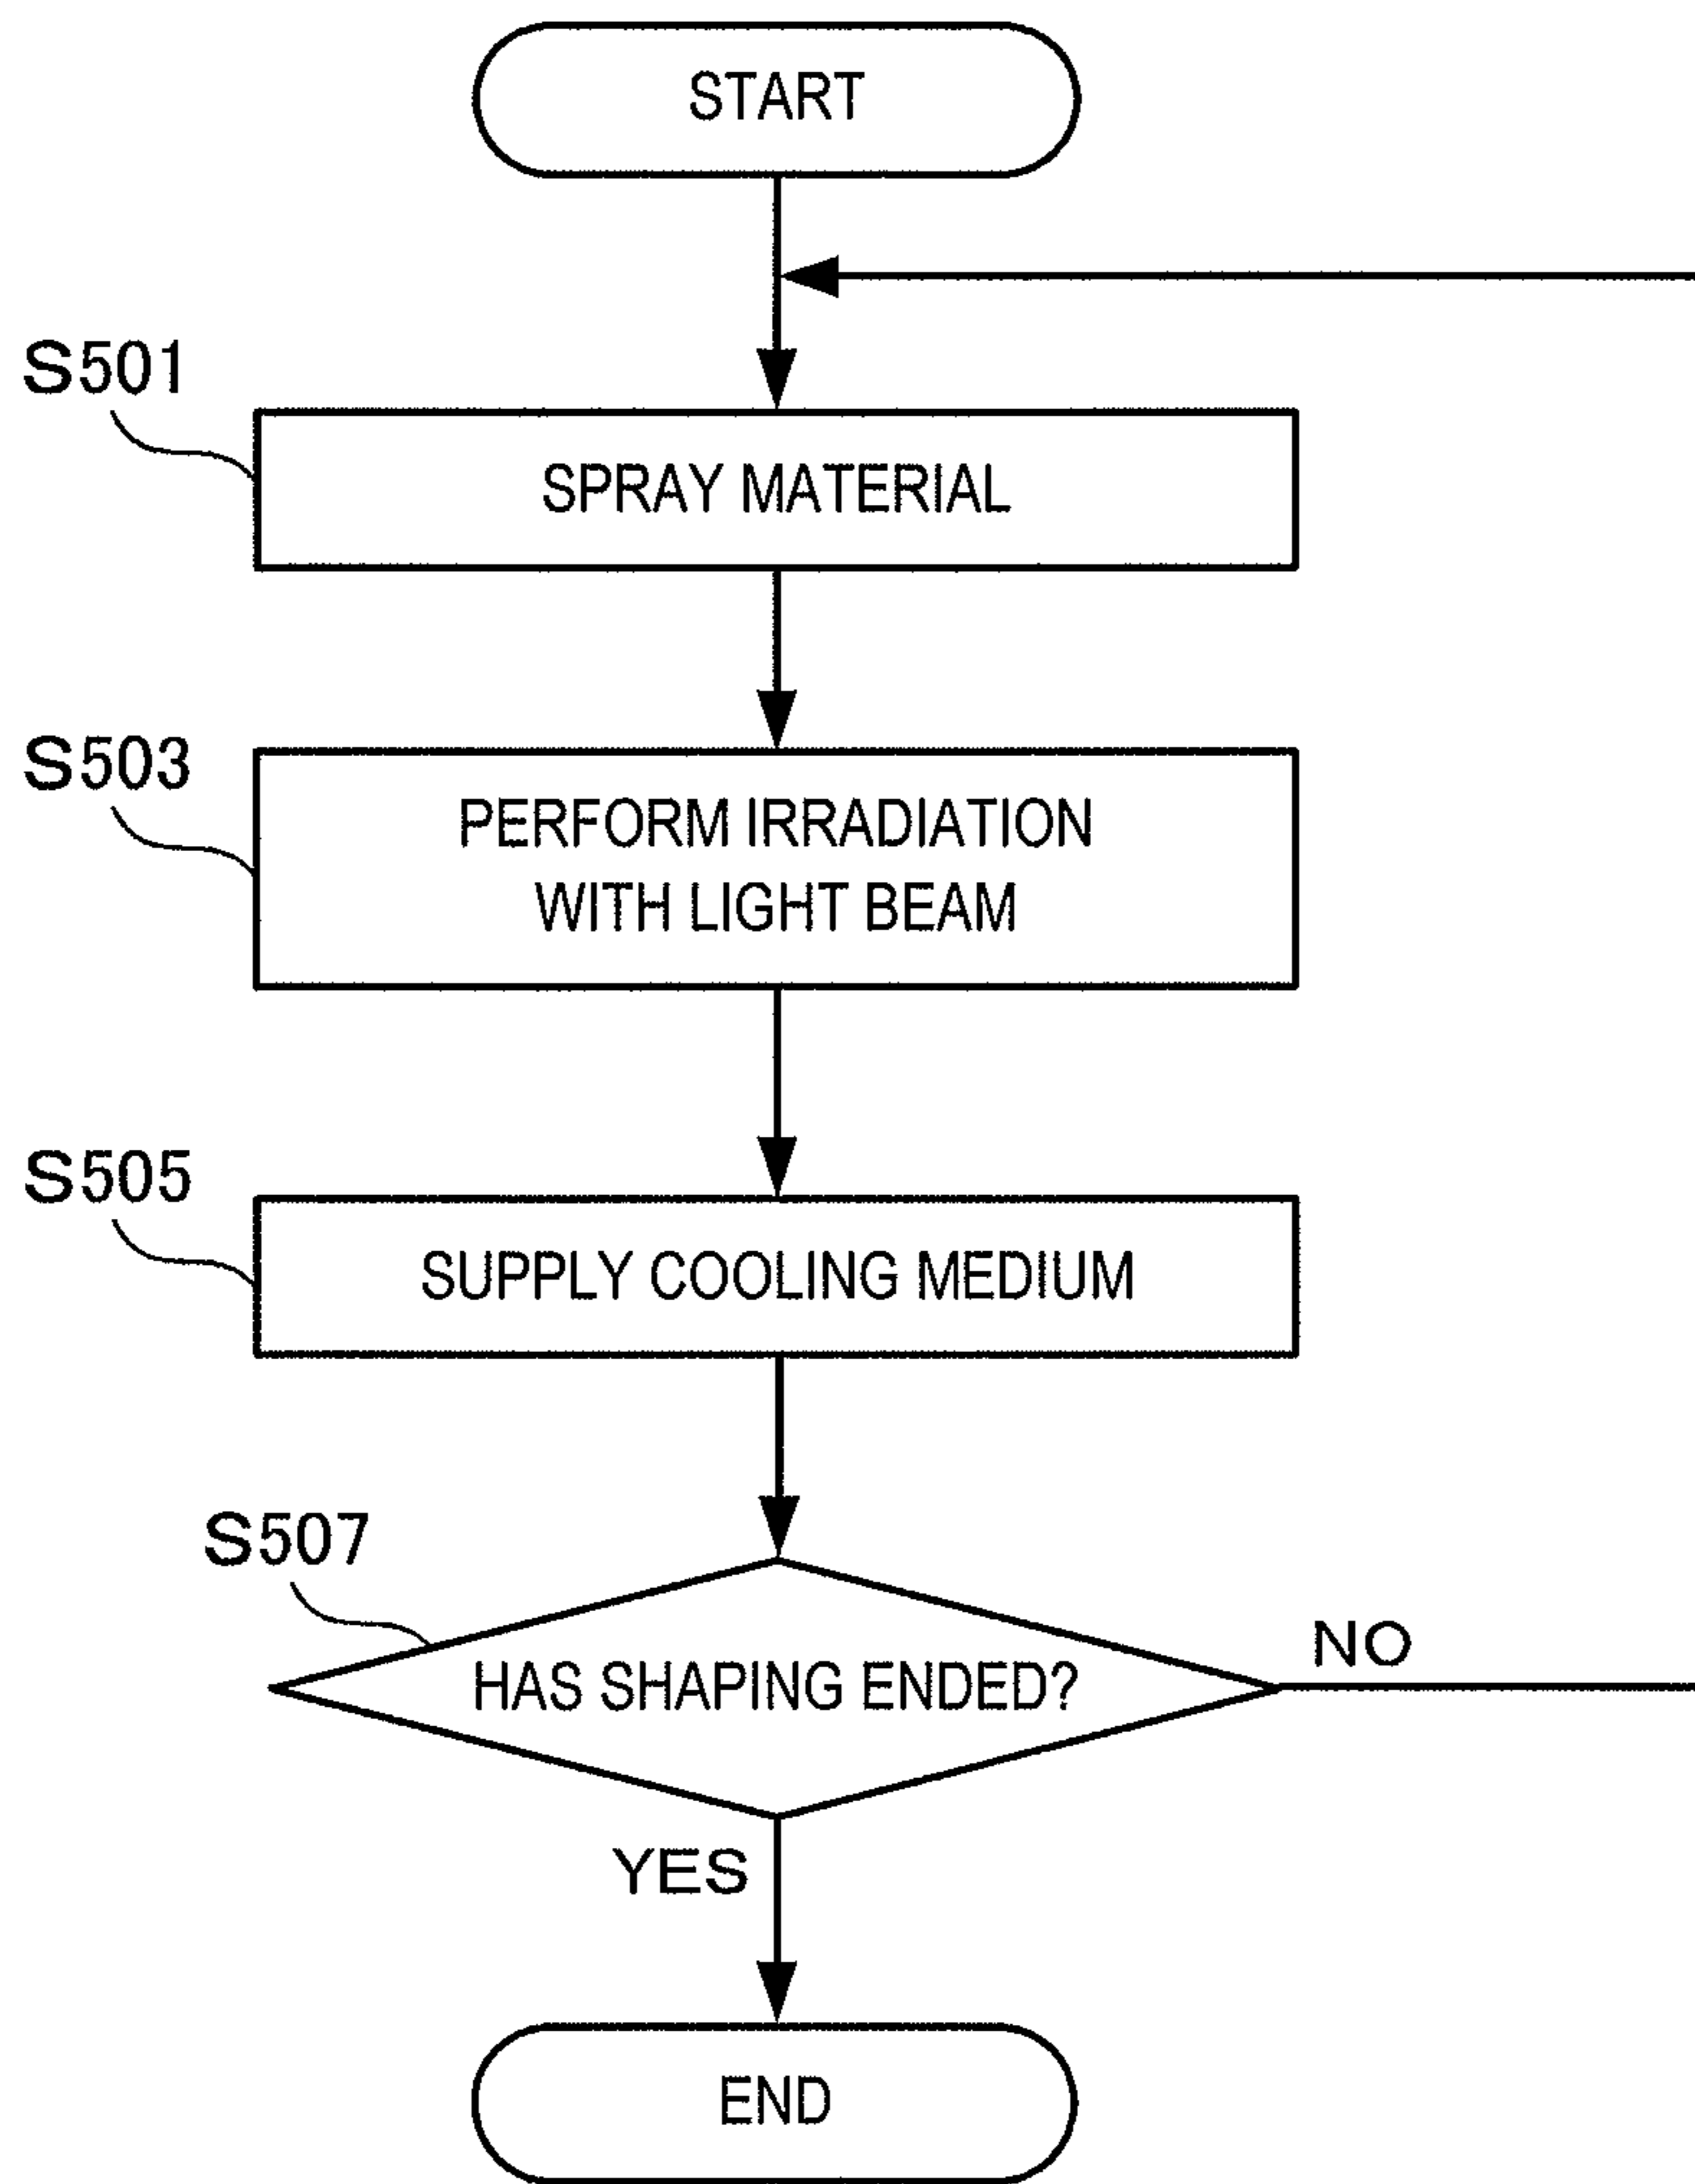 START
S501
SPRAY MATERIAL
S503
PERFORM IRRADIATION
WITH LIGHT BEAM
S505
SUPPLY COOLING MEDIUM
S507
HAS SHAPING ENDED?
NO
YES
END